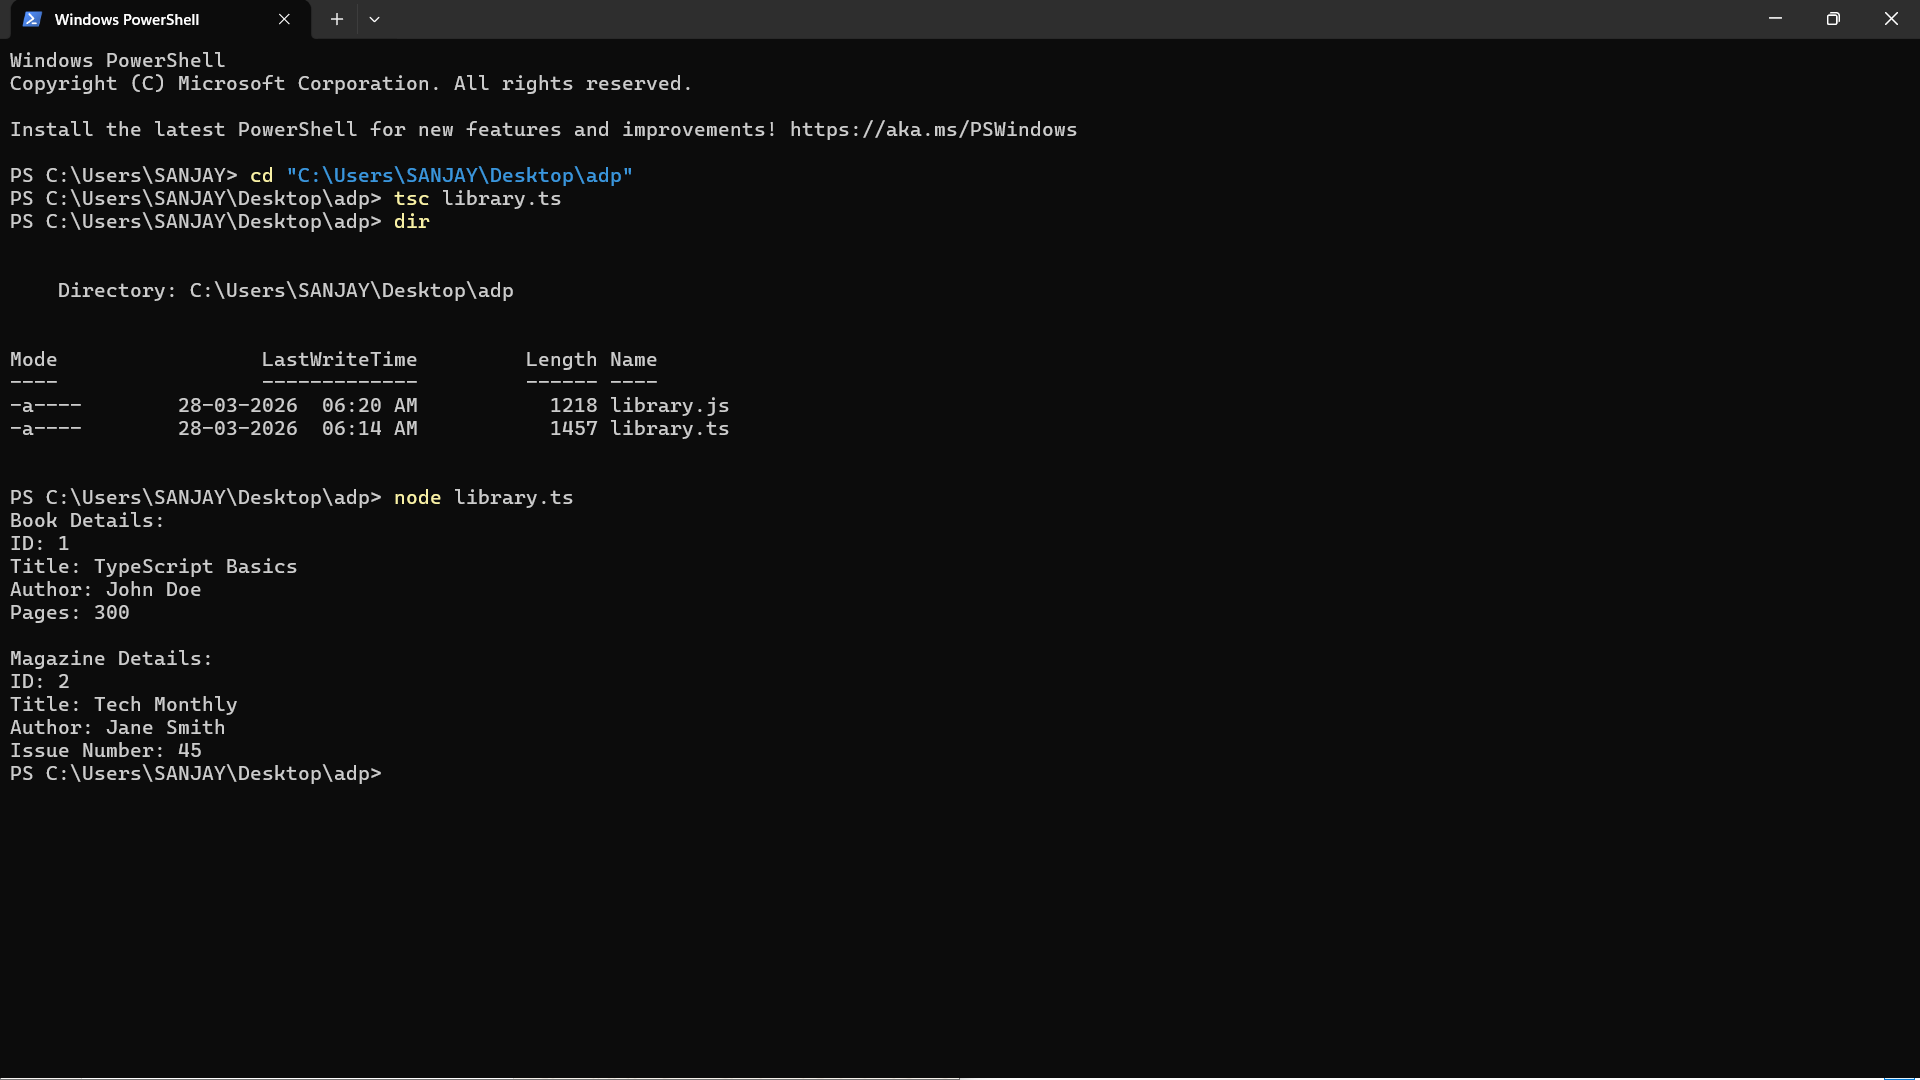 Windows PowerShell
Windows PowerShell
Copyright (C) Microsoft Corporation. All rights reserved.
Install the latest PowerShell for new features and improvements! https://aka.ms/PSWindows
PS C:\Users\SANJAY> cd "C:\Users\SANJAY\Desktop\adp"
PS C:\Users\SANJAY\Desktop\adp> tsc library.ts
PS C:\Users\SANJAY\Desktop\adp> dir
    Directory: C:\Users\SANJAY\Desktop\adp
Mode                 LastWriteTime         Length Name
----                 -------------         ------ ----
-a----        28-03-2026  06:20 AM           1218 library.js
-a----        28-03-2026  06:14 AM           1457 library.ts
PS C:\Users\SANJAY\Desktop\adp> node library.ts
Book Details:
ID: 1
Title: TypeScript Basics
Author: John Doe
Pages: 300
Magazine Details:
ID: 2
Title: Tech Monthly
Author: Jane Smith
Issue Number: 45
PS C:\Users\SANJAY\Desktop\adp>